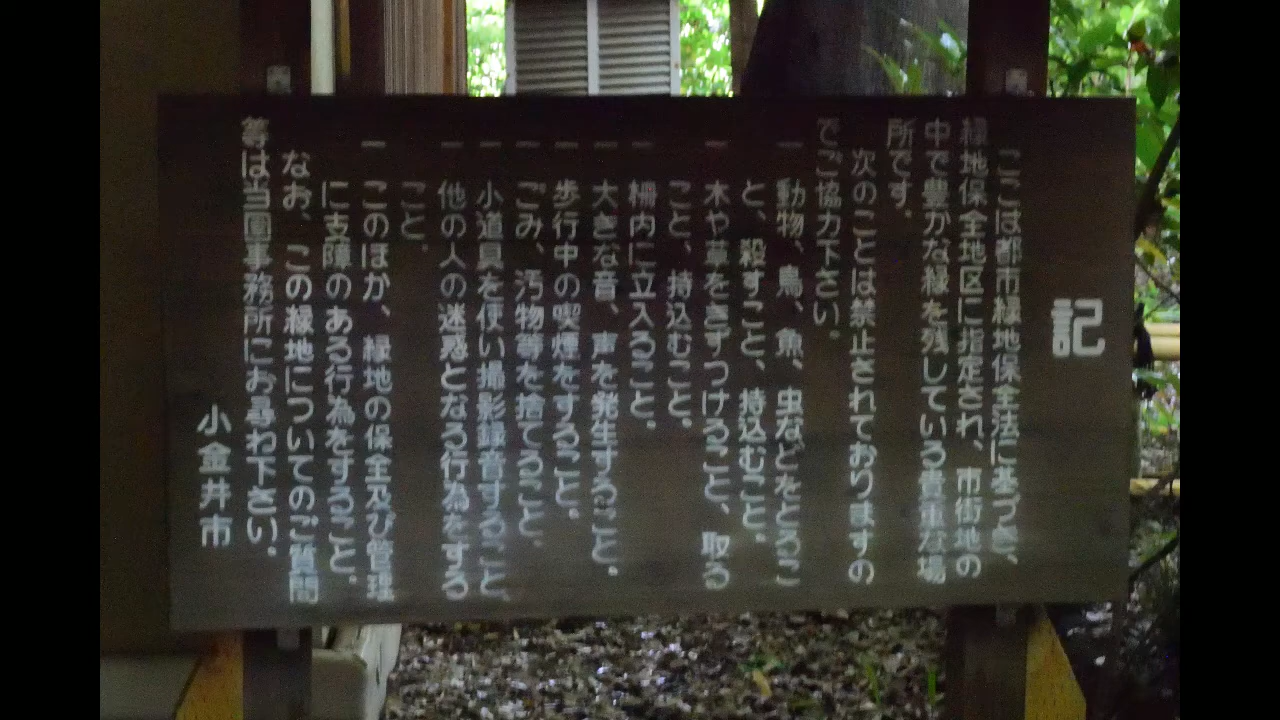 記
ここは都市緑地保全法に基づき、
緑地保全地区に指定され、市街地の
中で豊かな緑を残している貴重な場
所です。
次のことは禁止されておりますの
でご協力下さい。
一 動物、鳥、魚、虫などをとるこ
と、殺すこと、持込むこと。
一 木や草をきずつけること、取る
こと、持込むこと。
一 柵内に立入ること。
一 大きな音、声を発生すること。
一 歩行中の喫煙をすること。
一 ごみ、汚物等を捨てること。
一 小道具を使い撮影録音すること。
一 他の人の迷惑となる行為をする
こと。
一 このほか、緑地の保全及び管理
に支障のある行為をすること。
なお、この緑地についてのご質問
等は当園事務所にお尋ね下さい。
小金井市